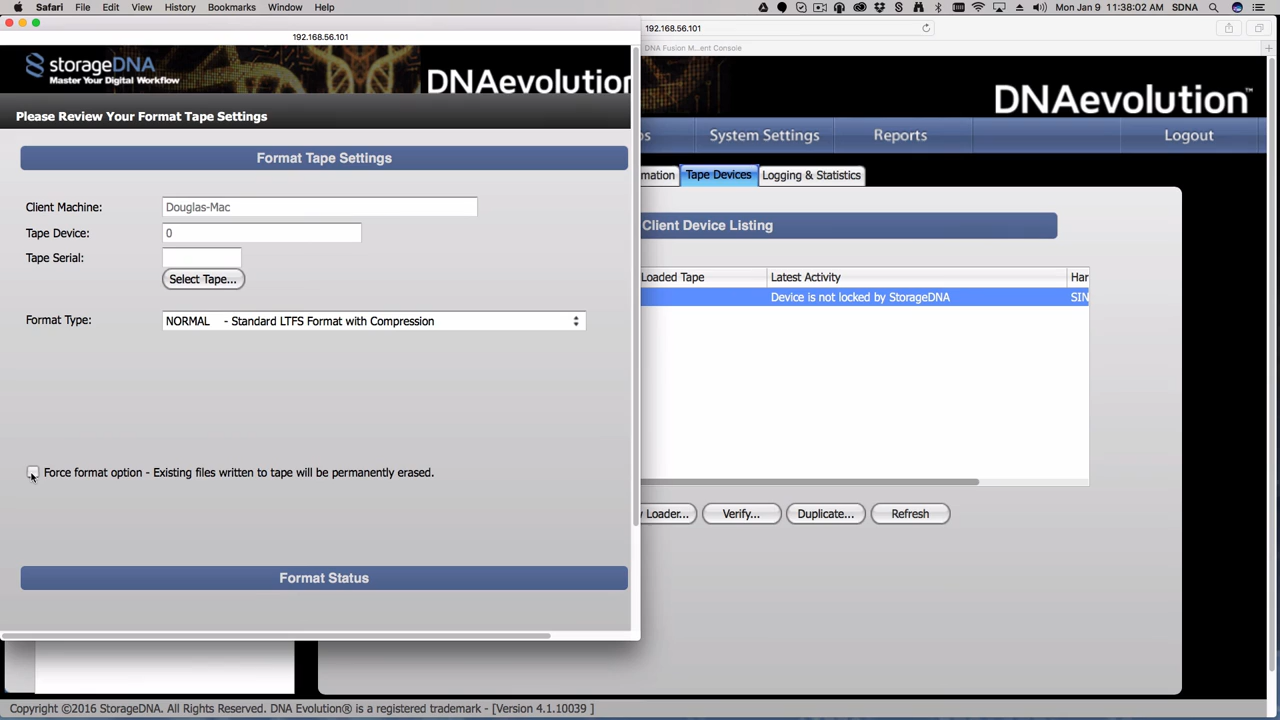 Safari File Edit View History Bookmarks Window Help
Mon Jan 9 11:38:02 AM SDNA
192.168.56.101
storageDNA
Master Your Digital Workflow
DNAevolution
Please Review Your Format Tape Settings
Format Tape Settings
Client Machine: Douglas-Mac
Tape Device: 0
Tape Serial:
Select Tape...
Format Type: NORMAL - Standard LTFS Format with Compression
Force format option - Existing files written to tape will be permanently erased.
Format Status
192.168.56.101
DNA Fusion M...ent Console
DNAevolution™
System Settings Reports Logout
mation Tape Devices Logging & Statistics
Client Device Listing
Loaded Tape Latest Activity Har
Device is not locked by StorageDNA SIN
Loader... Verify... Duplicate... Refresh
Copyright ©2016 StorageDNA. All Rights Reserved. DNA Evolution® is a registered trademark - [Version 4.1.10039 ]